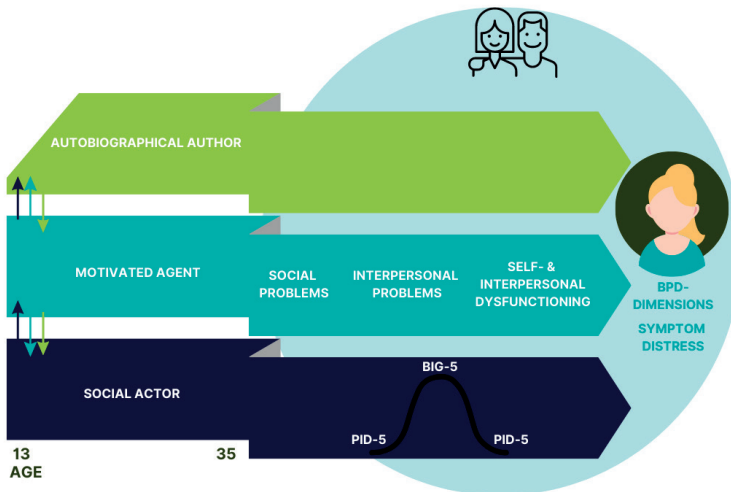 AUTOBIOGRAPHICAL AUTHOR
MOTIVATED AGENT
SOCIAL
PROBLEMS
INTERPERSONAL
PROBLEMS
SELF- &
INTERPERSONAL
DYSFUNCTIONING
BPD-
DIMENSIONS
SYMPTOM
DISTRESS
SOCIAL ACTOR
BIG-5
PID-5
PID-5
13
35
AGE